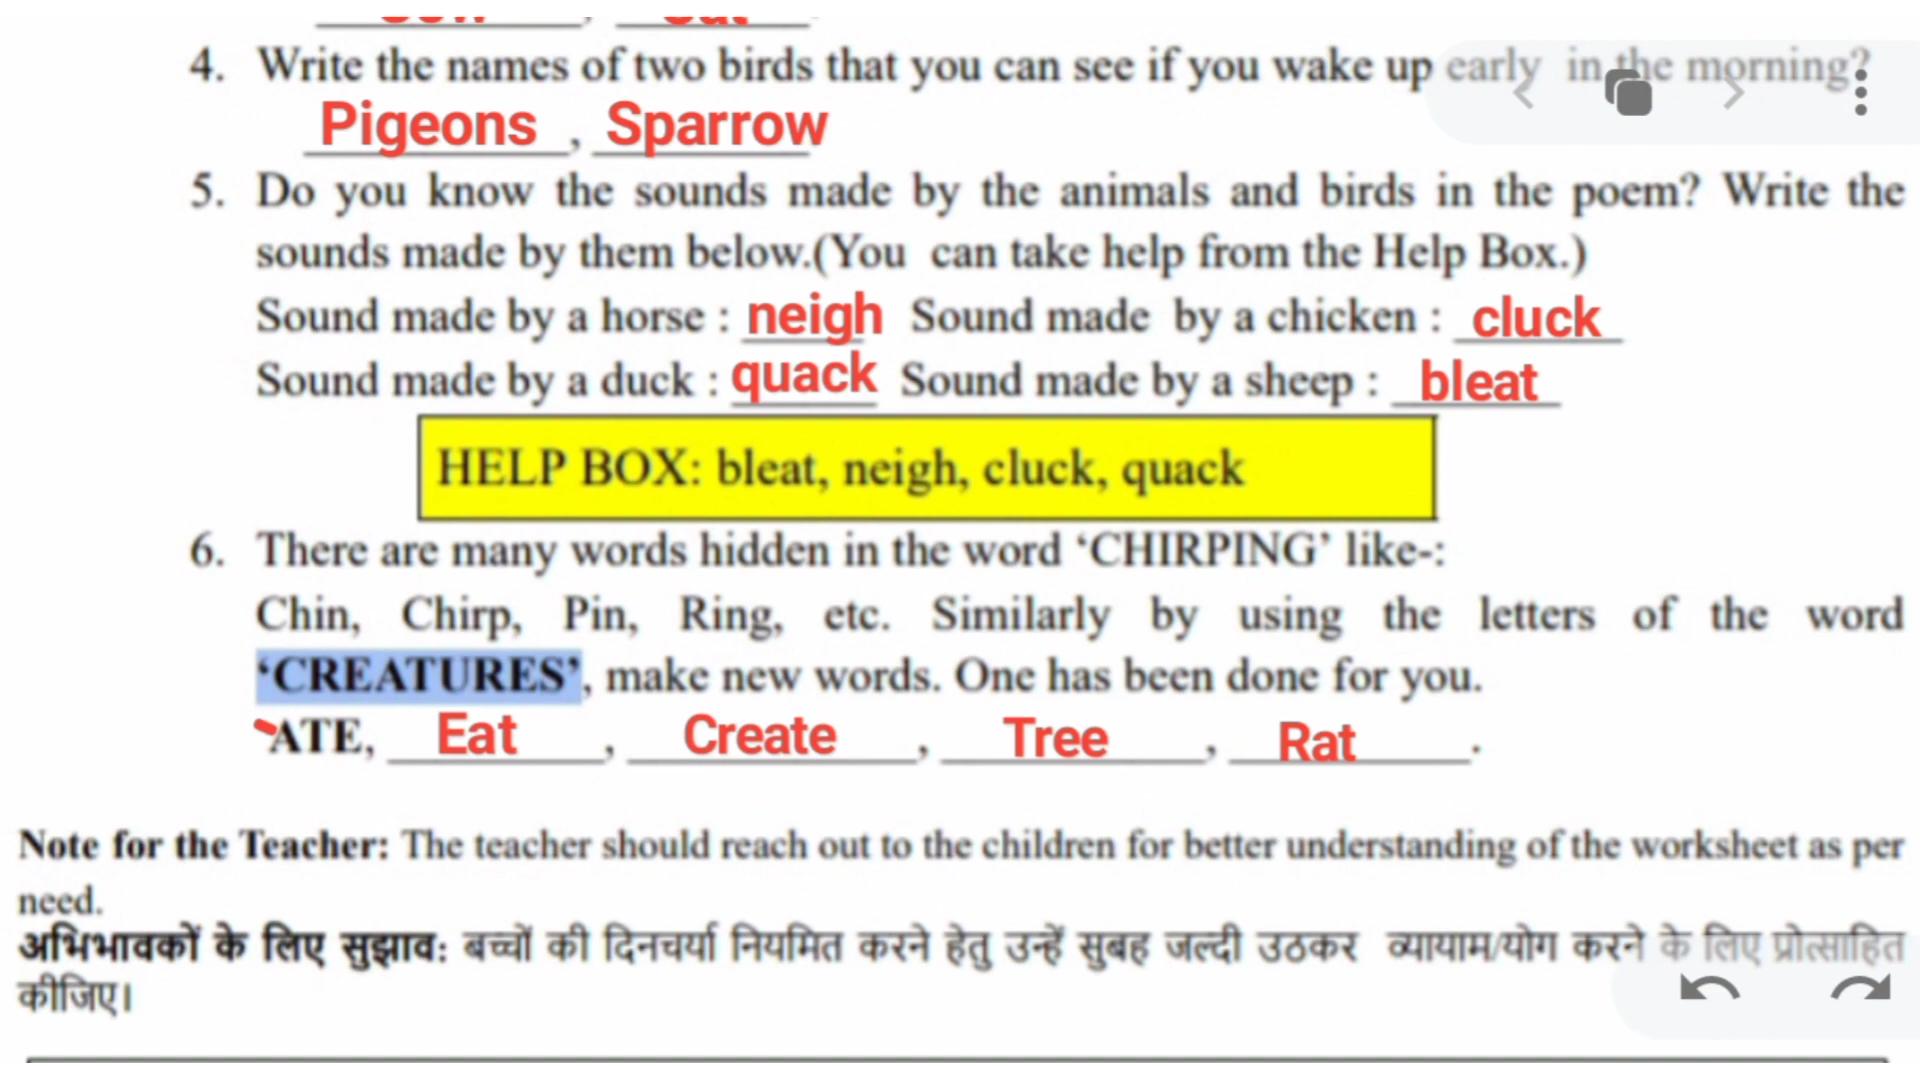 4. Write the names of two birds that you can see if you wake up early in the morning?
Pigeons , Sparrow
5. Do you know the sounds made by the animals and birds in the poem? Write the
sounds made by them below.(You can take help from the Help Box.)
Sound made by a horse : neigh Sound made by a chicken : cluck
Sound made by a duck : quack Sound made by a sheep : bleat
HELP BOX: bleat, neigh, cluck, quack
6. There are many words hidden in the word ‘CHIRPING’ like-:
Chin, Chirp, Pin, Ring, etc. Similarly by using the letters of the word
‘CREATURES’, make new words. One has been done for you.
ATE, Eat , Create , Tree , Rat .
Note for the Teacher: The teacher should reach out to the children for better understanding of the worksheet as per
need.
अभिभावकों के लिए सुझाव: बच्चों की दिनचर्या नियमित करने हेतु उन्हें सुबह जल्दी उठकर व्यायाम/योग करने के लिए प्रोत्साहित
कीजिए।